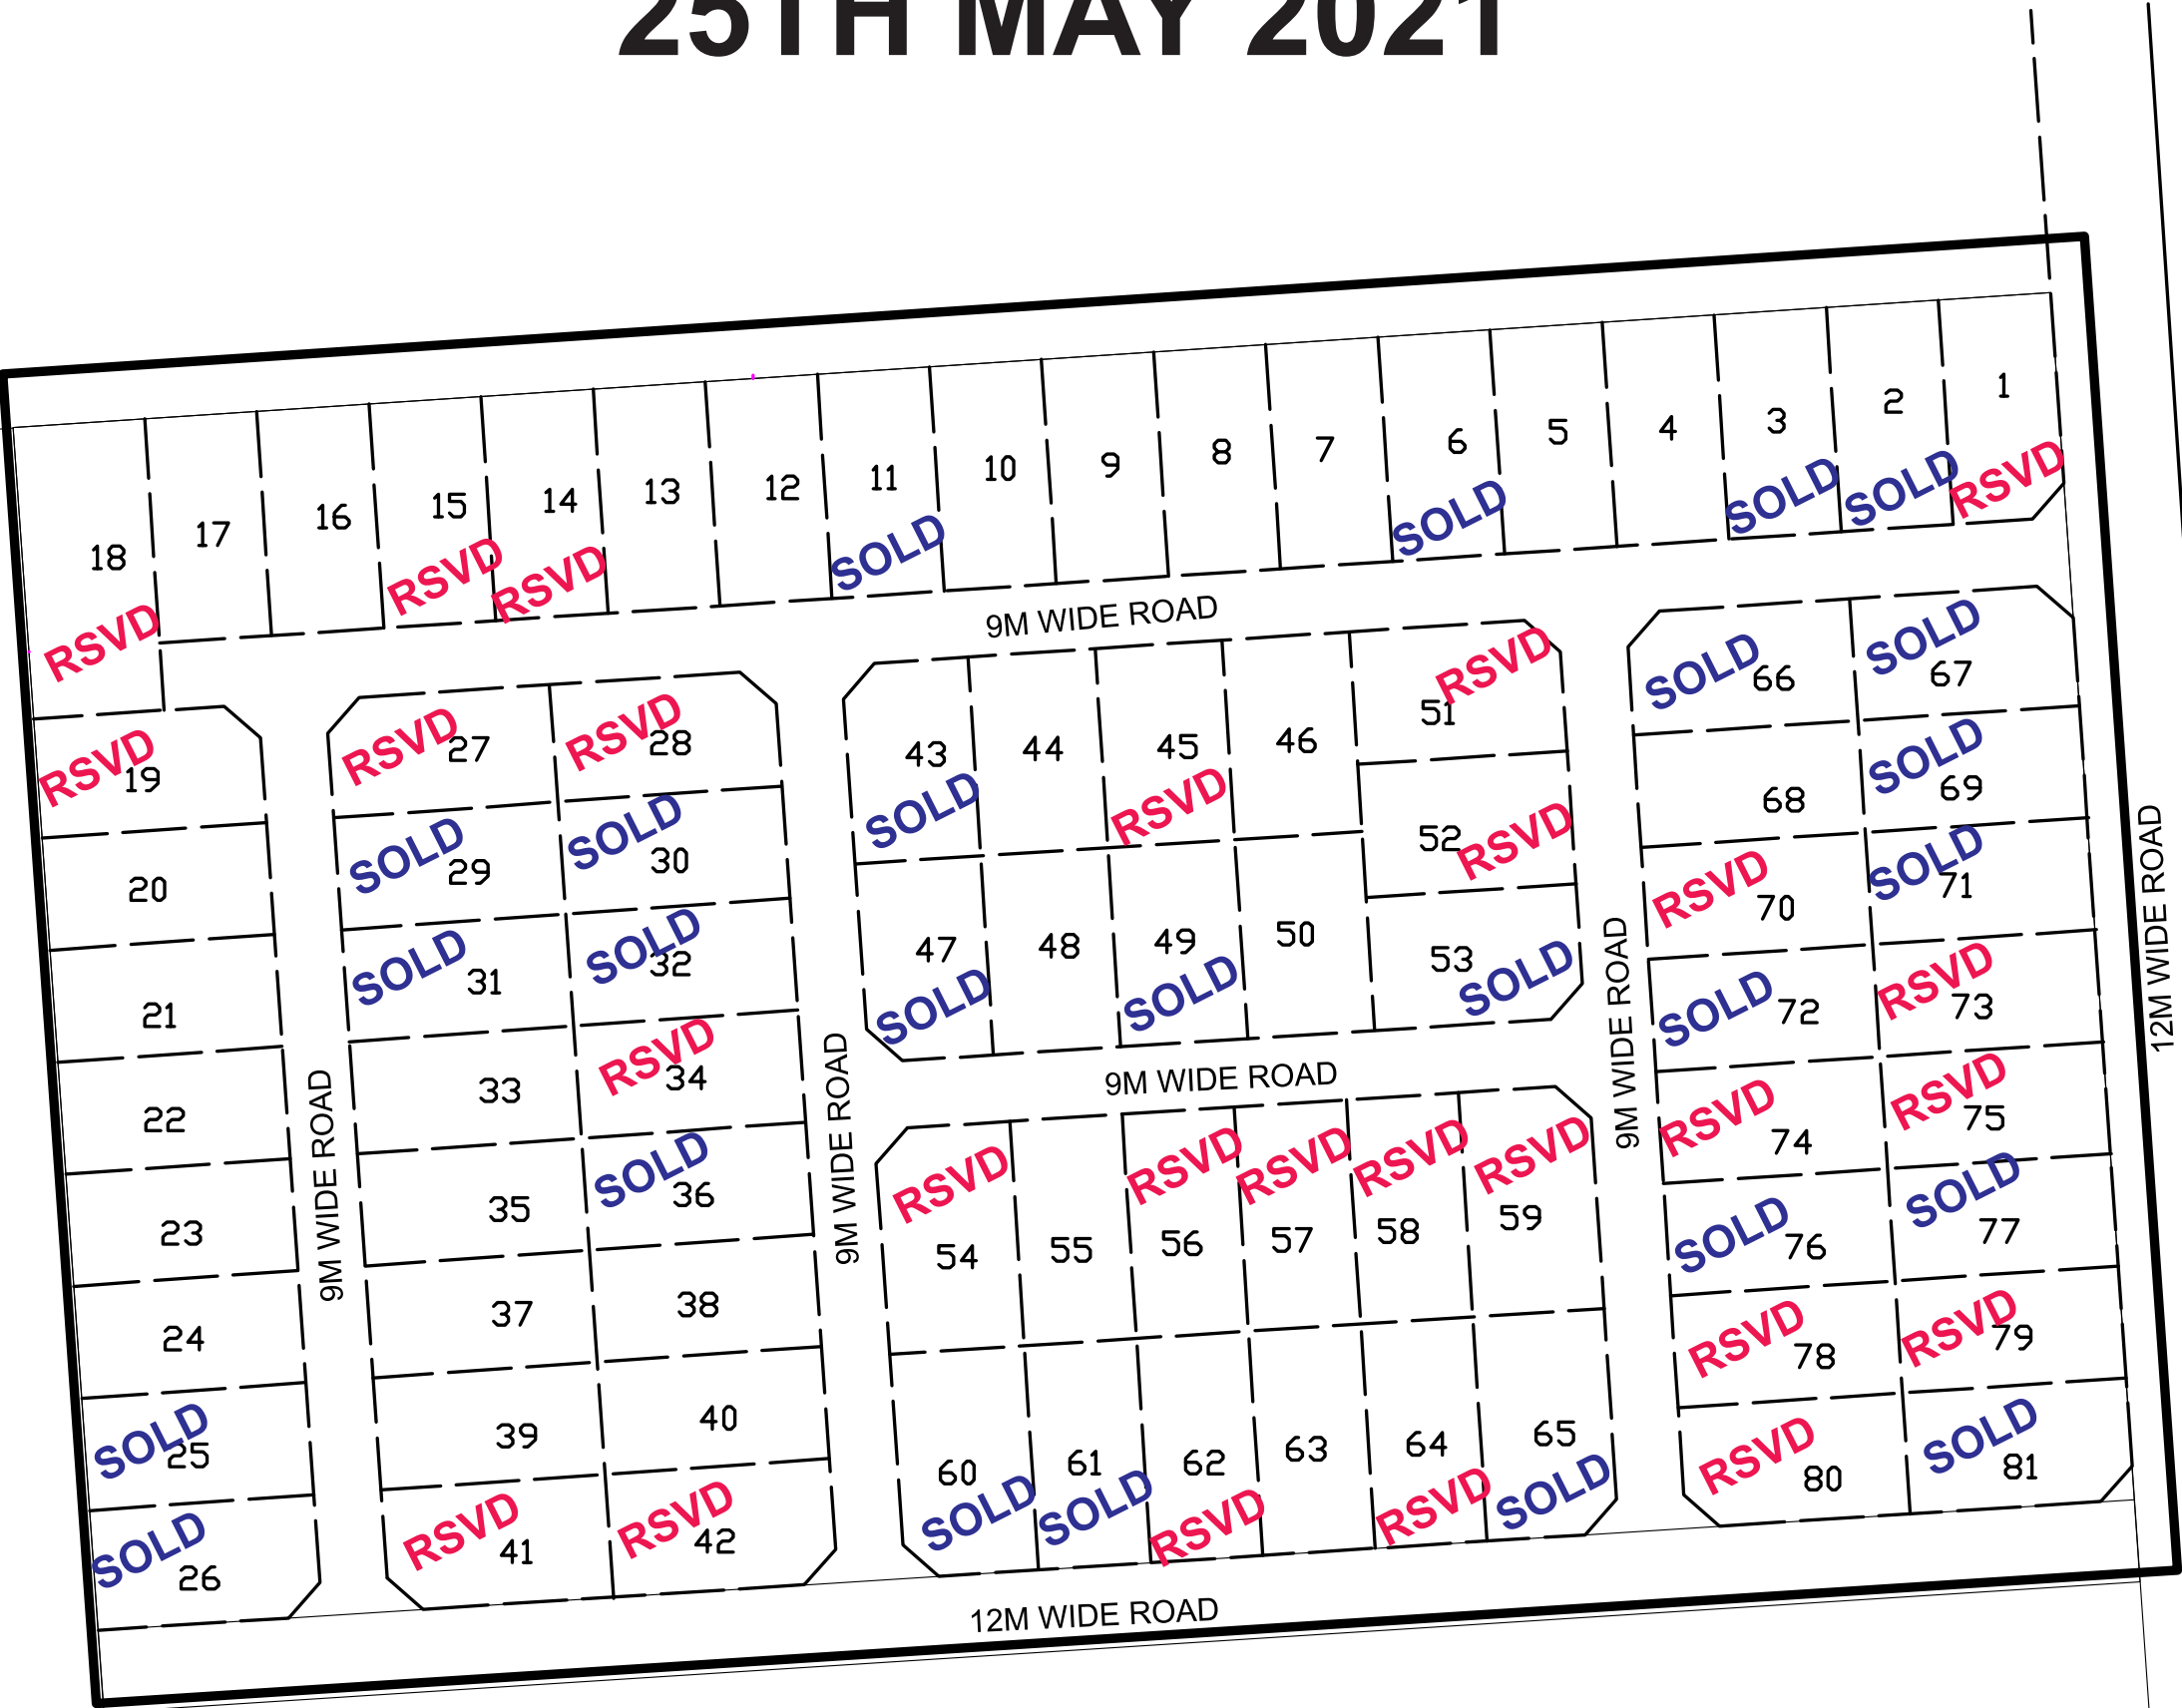 25TH MAY 2021
1
RSVD
2
SOLD
3
SOLD
4
5
6
SOLD
7
8
9
10
11
SOLD
12
13
14
RSVD
15
RSVD
16
17
18
RSVD
9M WIDE ROAD
19
RSVD
20
21
22
23
24
25
SOLD
26
SOLD
9M WIDE ROAD
27
RSVD
28
RSVD
29
SOLD
30
SOLD
31
SOLD
32
SOLD
33
34
RSVD
35
36
SOLD
37
38
39
40
41
RSVD
42
RSVD
9M WIDE ROAD
43
SOLD
44
45
RSVD
46
47
SOLD
48
49
SOLD
50
51
RSVD
52
RSVD
53
SOLD
9M WIDE ROAD
54
RSVD
55
56
RSVD
57
RSVD
58
RSVD
59
RSVD
60
SOLD
61
SOLD
62
RSVD
63
64
RSVD
65
SOLD
9M WIDE ROAD
66
SOLD
67
SOLD
68
69
SOLD
70
RSVD
71
SOLD
72
SOLD
73
RSVD
74
RSVD
75
RSVD
76
SOLD
77
SOLD
78
RSVD
79
RSVD
80
RSVD
81
SOLD
12M WIDE ROAD
12M WIDE ROAD